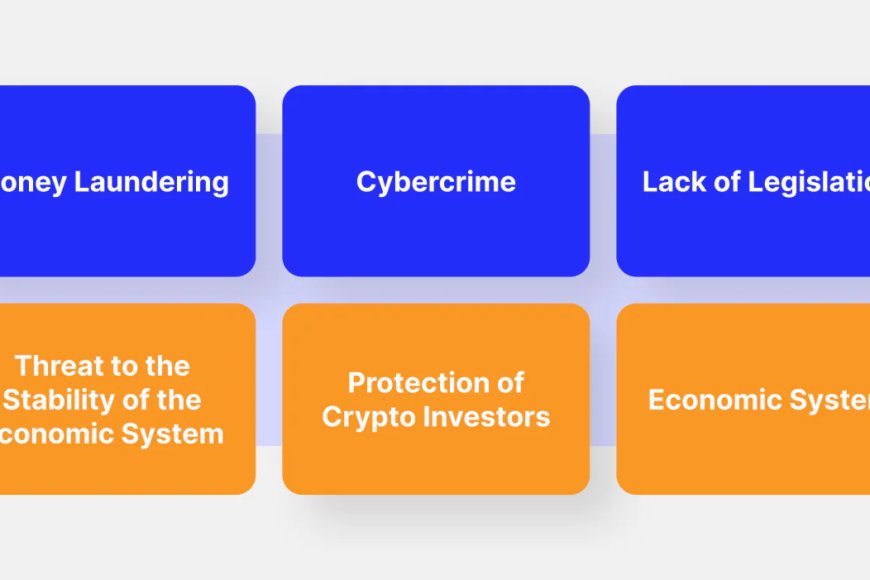 oney Laundering
Cybercrime
Lack of Legislatio
Threat to the
Stability of the
conomic System
Protection of
Crypto Investors
Economic System